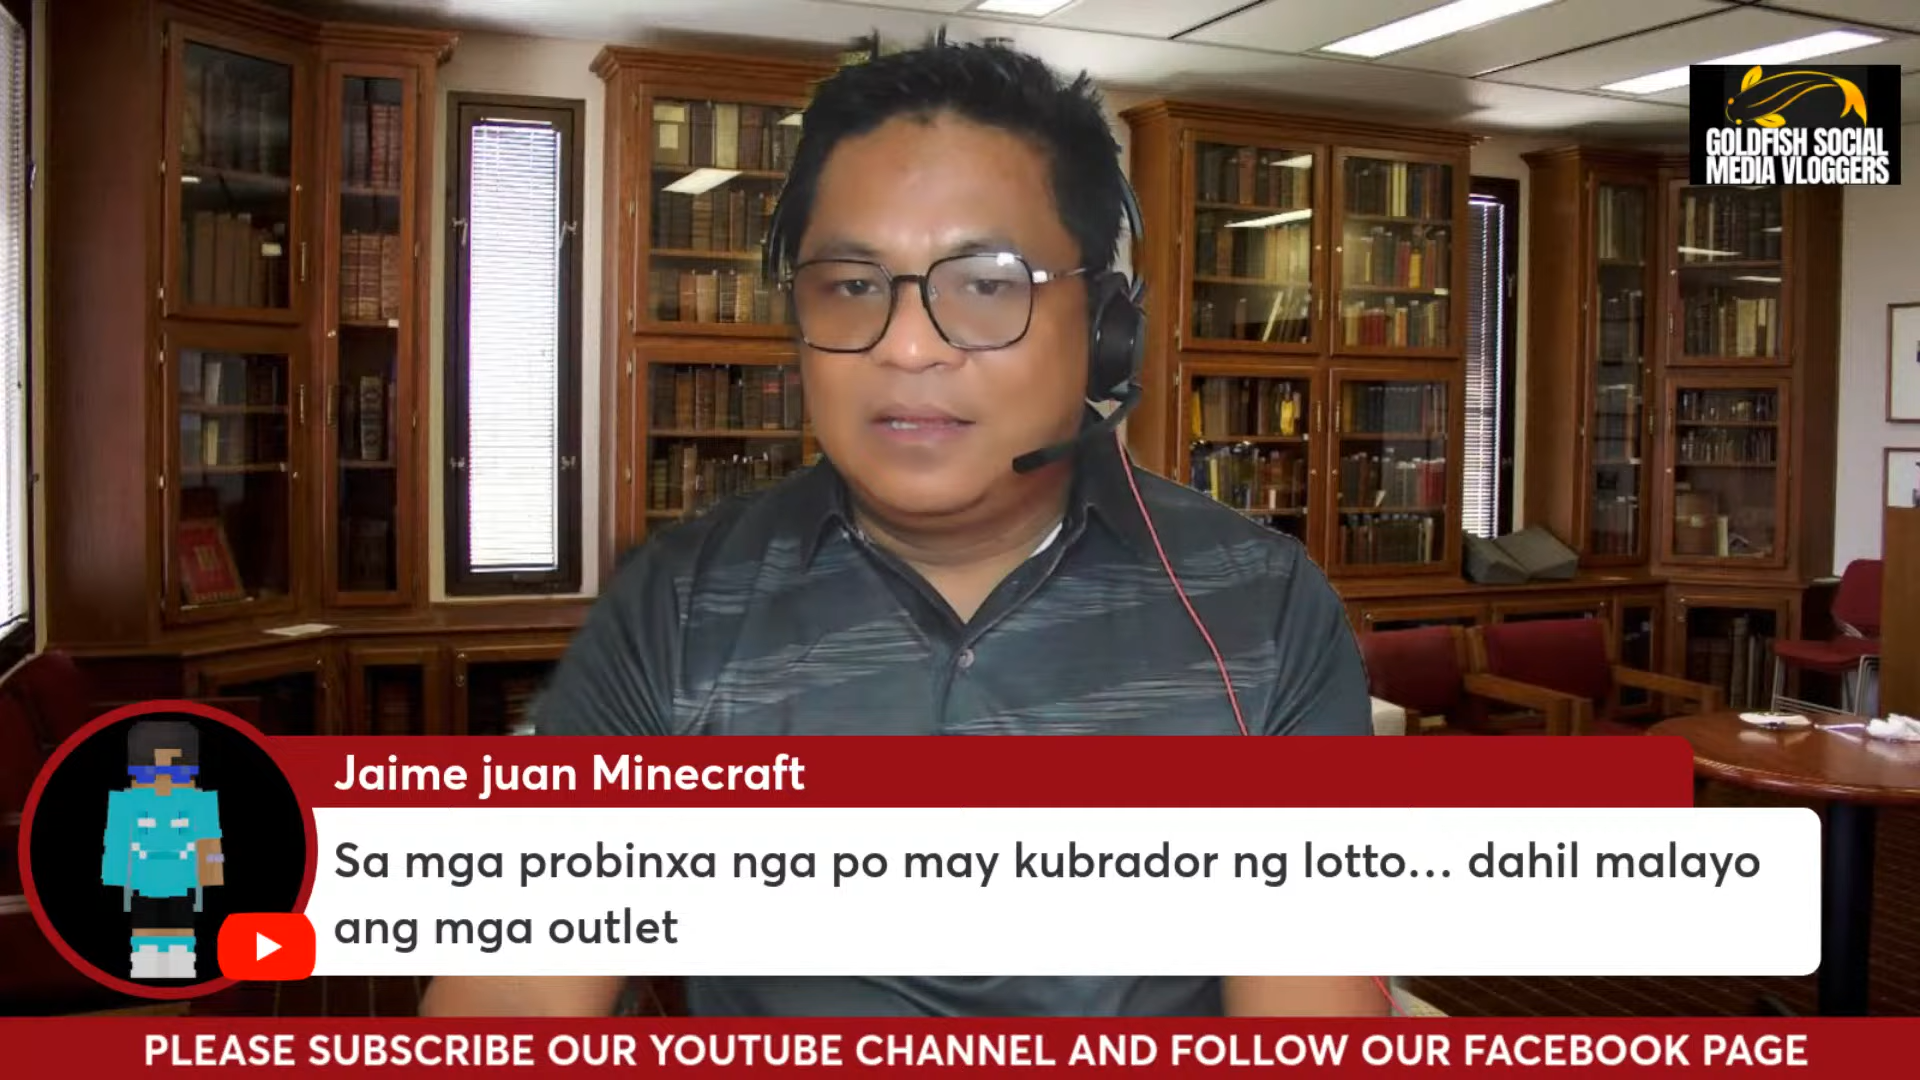 GOLDFISH SOCIAL
MEDIA VLOGGERS
Jaime juan Minecraft
Sa mga probinxa nga po may kubrador ng lotto... dahil malayo
ang mga outlet
PLEASE SUBSCRIBE OUR YOUTUBE CHANNEL AND FOLLOW OUR FACEBOOK PAGE